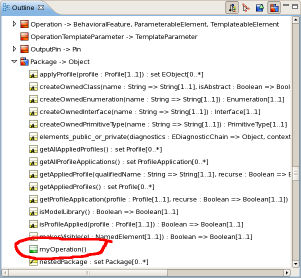 Outline
Operation -> BehavioralFeature, ParameterableElement, TemplateableElement
OperationTemplateParameter -> TemplateParameter
OutputPin -> Pin
Package -> Object
applyProfile(profile : Profile[1..1]) : set EObject[0..*]
createOwnedClass(name : String => String[1..1], isAbstract : Boolean => Bool
createOwnedEnumeration(name : String => String[1..1]) : Enumeration[1..1]
createOwnedInterface(name : String => String[1..1]) : Interface[1..1]
createOwnedPrimitiveType(name : String => String[1..1]) : PrimitiveType[1..1]
elements_public_or_private(diagnostics : EDiagnosticChain => Object, context
getAllAppliedProfiles() : set Profile[0..*]
getAllProfileApplications() : set ProfileApplication[0..*]
getAppliedProfile(qualifiedName : String => String[1..1], recurse : Boolean =>
getAppliedProfiles() : set Profile[0..*]
getProfileApplication(profile : Profile[1..1], recurse : Boolean => Boolean[1..1])
isModelLibrary() : Boolean => Boolean[1..1]
isProfileApplied(profile : Profile[1..1]) : Boolean => Boolean[1..1]
makesVisible(el : NamedElement[1..1]) : Boolean => Boolean[1..1]
myOperation()
nestedPackage : set Package[0..*]